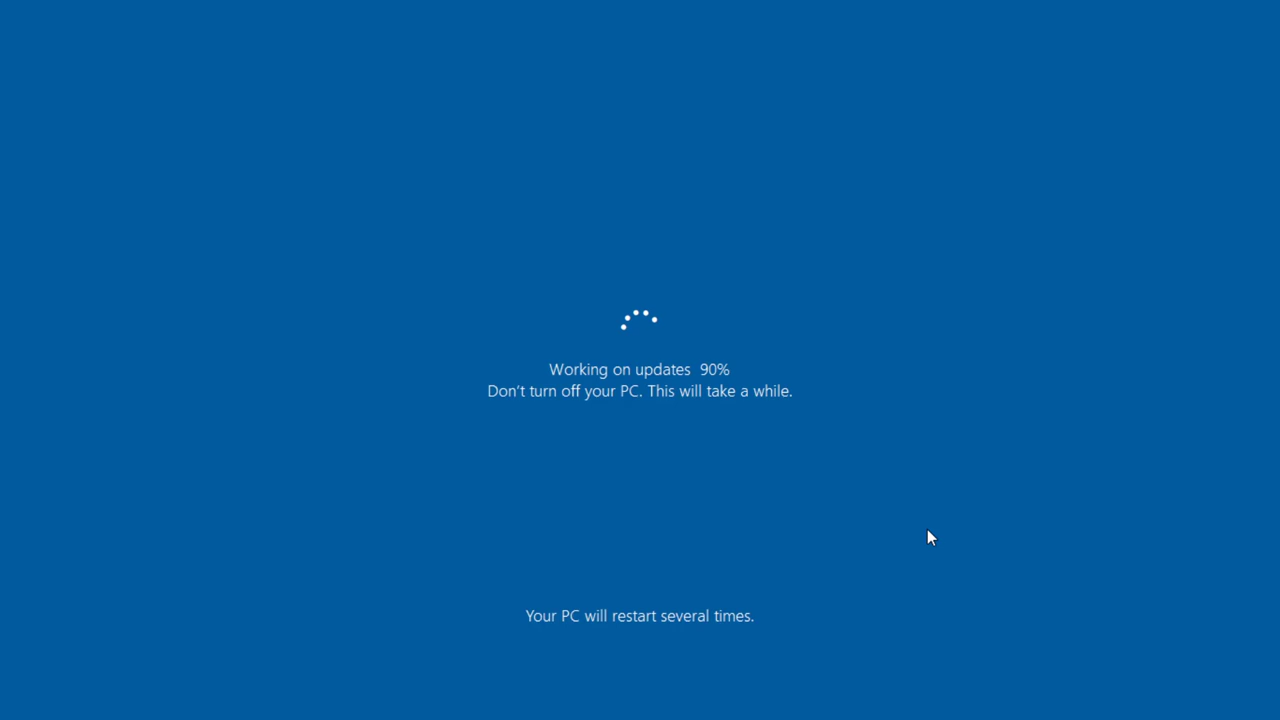 Working on updates  90%
Don't turn off your PC. This will take a while.
Your PC will restart several times.